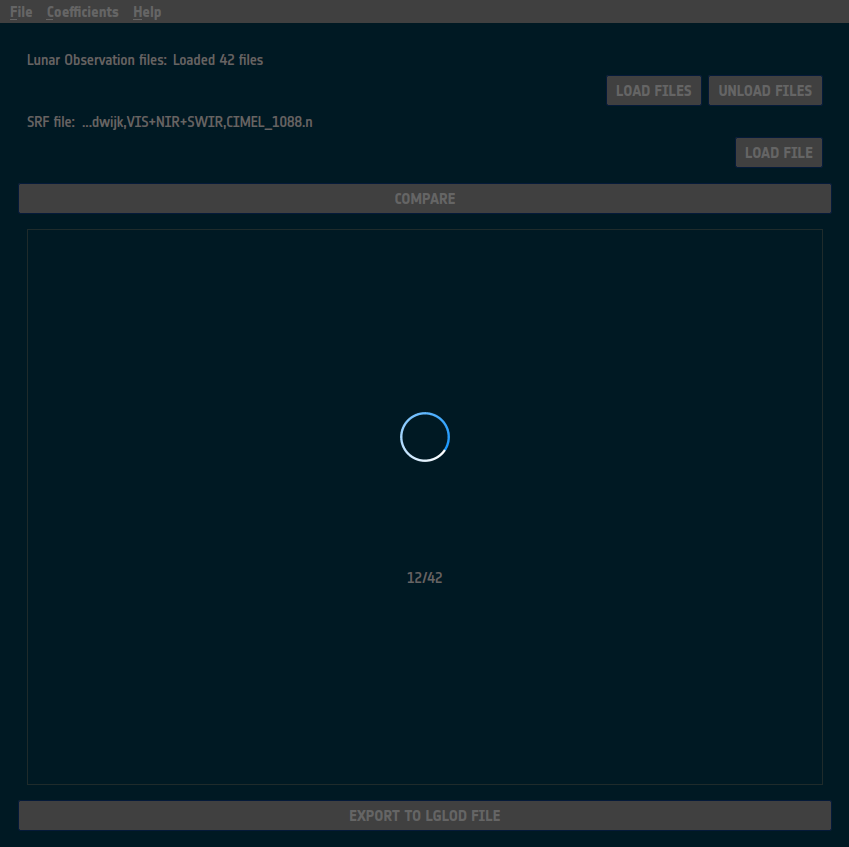 File Coefficients Help
Lunar Observation files: Loaded 42 files
LOAD FILES UNLOAD FILES
SRF file: ...dwijk,VIS+NIR+SWIR,CIMEL_1088.n
LOAD FILE
COMPARE
12/42
EXPORT TO LGLOD FILE